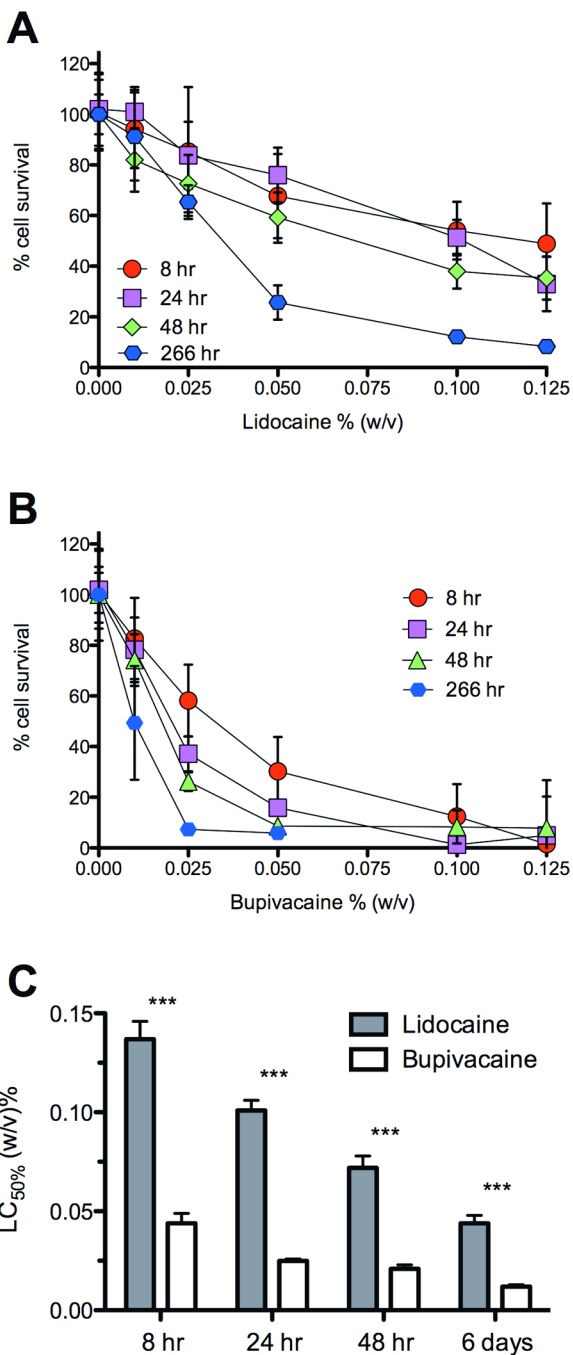 A
% cell survival
120
100
80
60
40
20
0
8 hr
24 hr
48 hr
266 hr
0.000 0.025 0.050 0.075 0.100 0.125
Lidocaine % (w/v)
B
% cell survival
120
100
80
60
40
20
0
8 hr
24 hr
48 hr
266 hr
0.000 0.025 0.050 0.075 0.100 0.125
Bupivacaine % (w/v)
C
LC50% (w/v)%
0.15
0.10
0.05
0.00
***
***
***
***
Lidocaine
Bupivacaine
8 hr 24 hr 48 hr 6 days